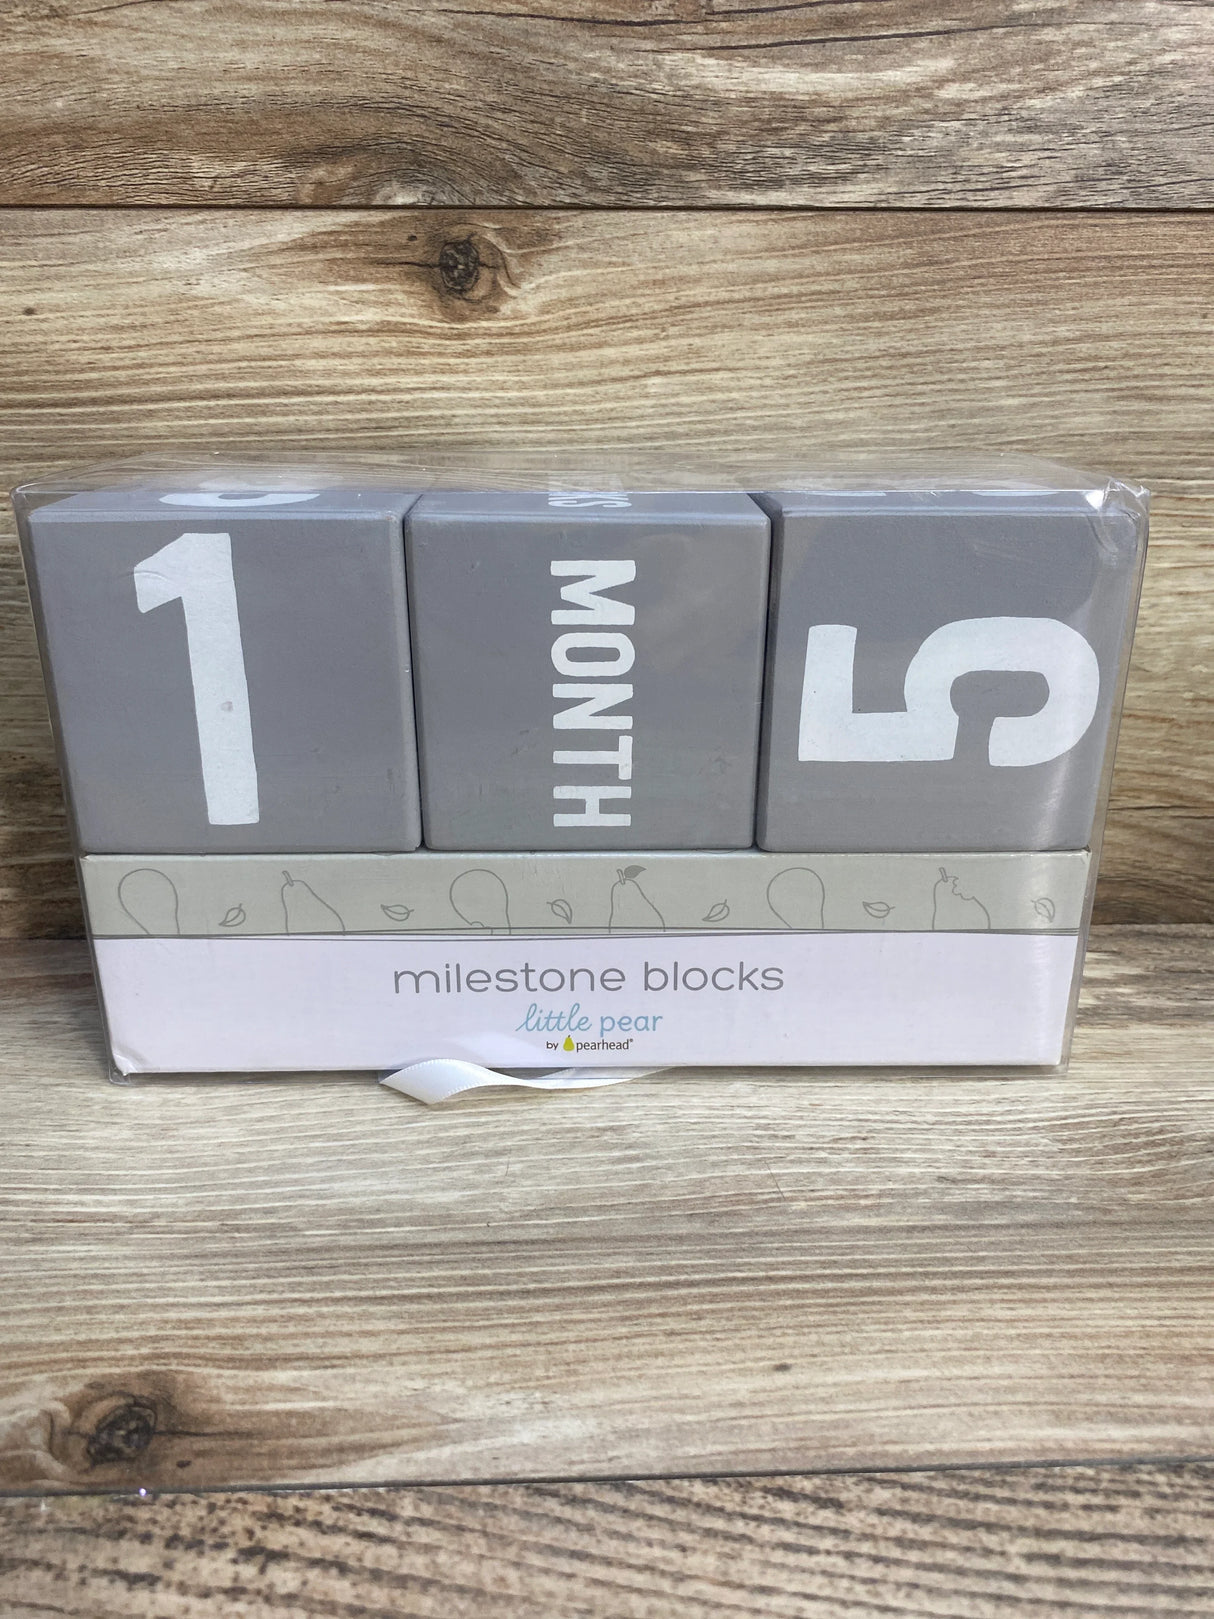 1
MONTH
5
milestone blocks
little pear
by pearhead®